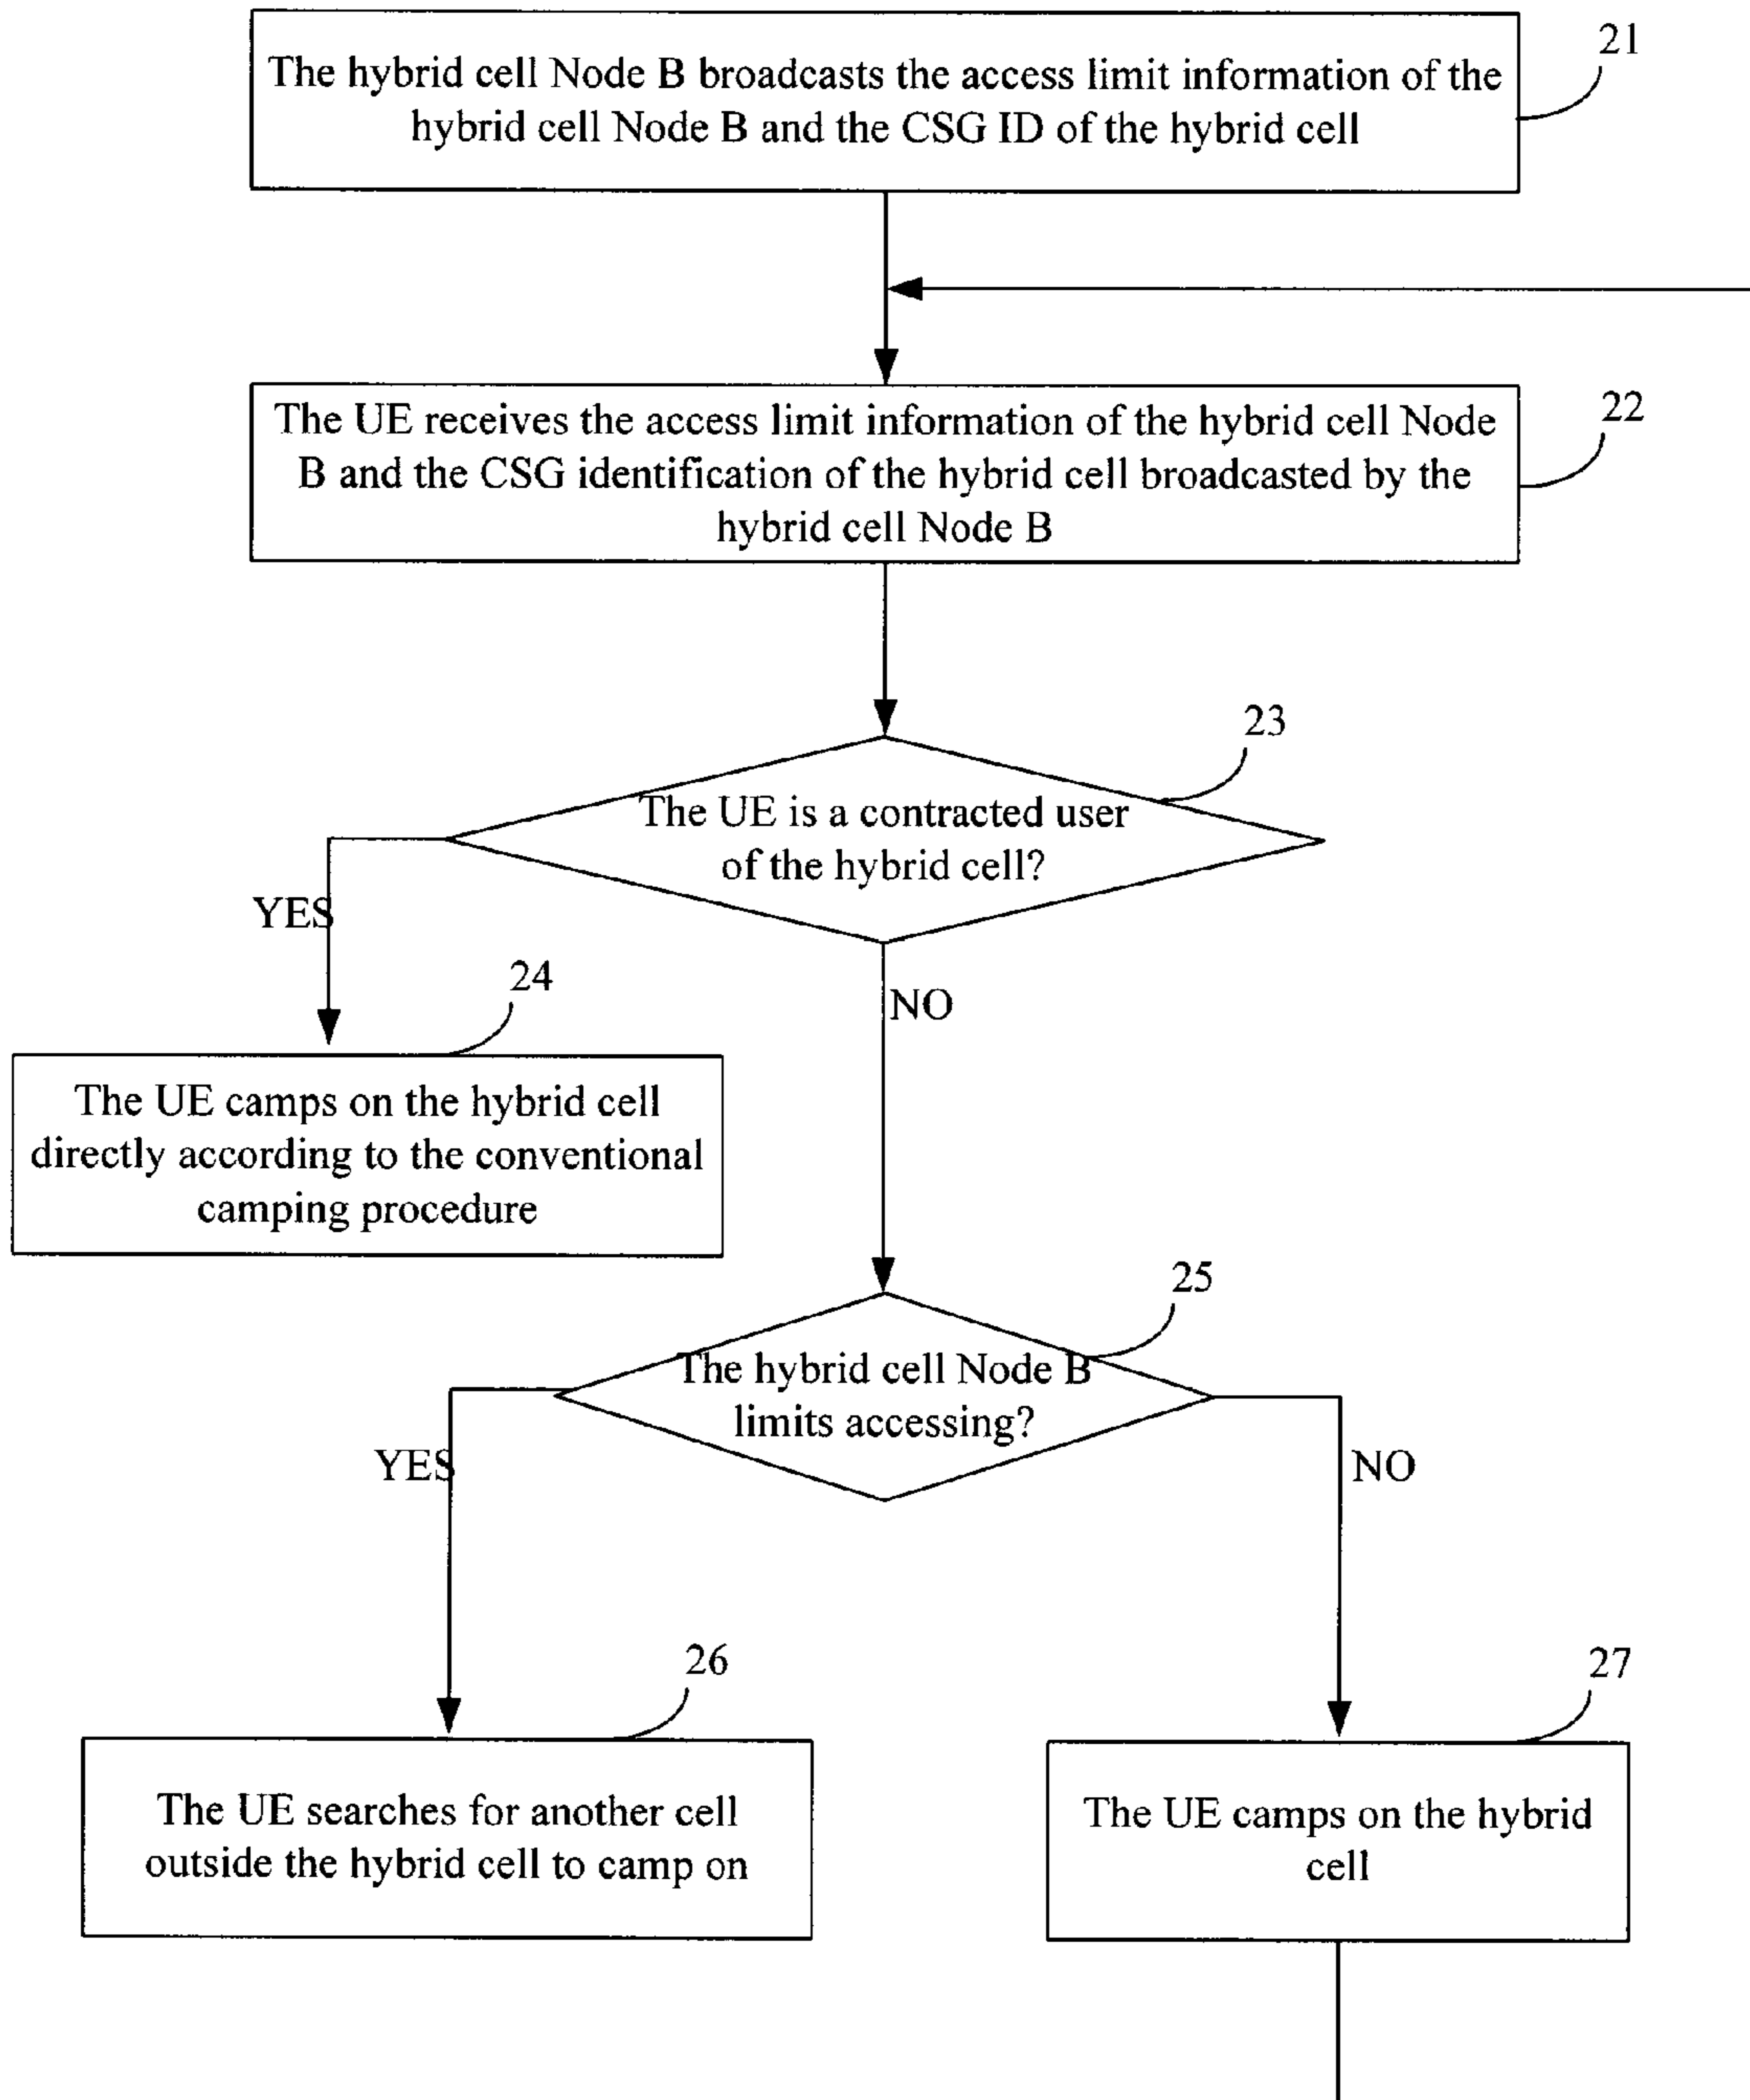 21
The hybrid cell Node B broadcasts the access limit information of the
hybrid cell Node B and the CSG ID of the hybrid cell
22
The UE receives the access limit information of the hybrid cell Node
B and the CSG identification of the hybrid cell broadcasted by the
hybrid cell Node B
23
The UE is a contracted user
of the hybrid cell?
YES
NO
24
The UE camps on the hybrid cell
directly according to the conventional
camping procedure
25
The hybrid cell Node B
limits accessing?
YES
NO
26
The UE searches for another cell
outside the hybrid cell to camp on
27
The UE camps on the hybrid
cell